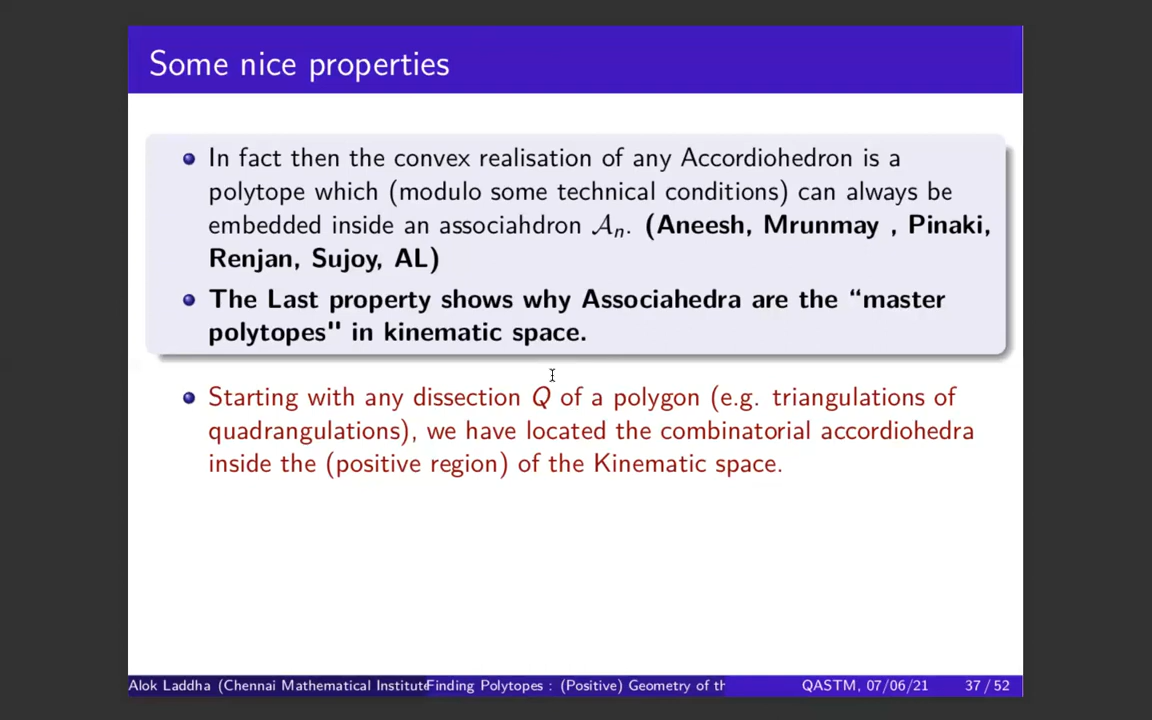 Some nice properties
In fact then the convex realisation of any Accordiohedron is a
polytope which (modulo some technical conditions) can always be
embedded inside an associahdron 𝒜n. (Aneesh, Mrunmay , Pinaki,
Renjan, Sujoy, AL)
The Last property shows why Associahedra are the “master
polytopes" in kinematic space.
Starting with any dissection Q of a polygon (e.g. triangulations of
quadrangulations), we have located the combinatorial accordiohedra
inside the (positive region) of the Kinematic space.
Alok Laddha (Chennai Mathematical Institute Finding Polytopes : (Positive) Geometry of th QASTM, 07/06/21 37 / 52